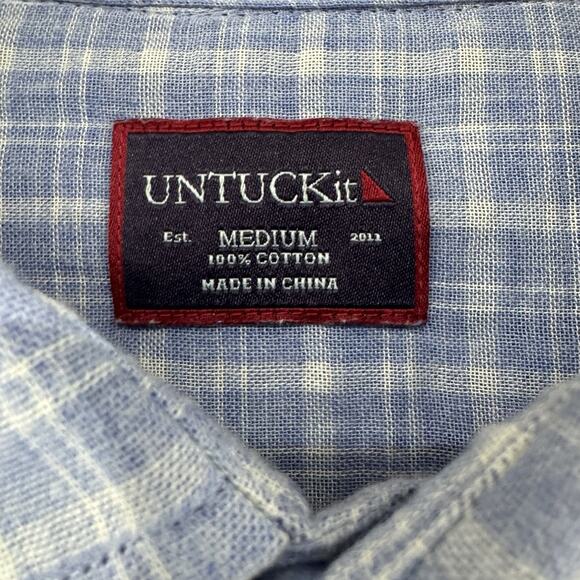 UNTUCKit
Est. MEDIUM 2011
100% COTTON
MADE IN CHINA